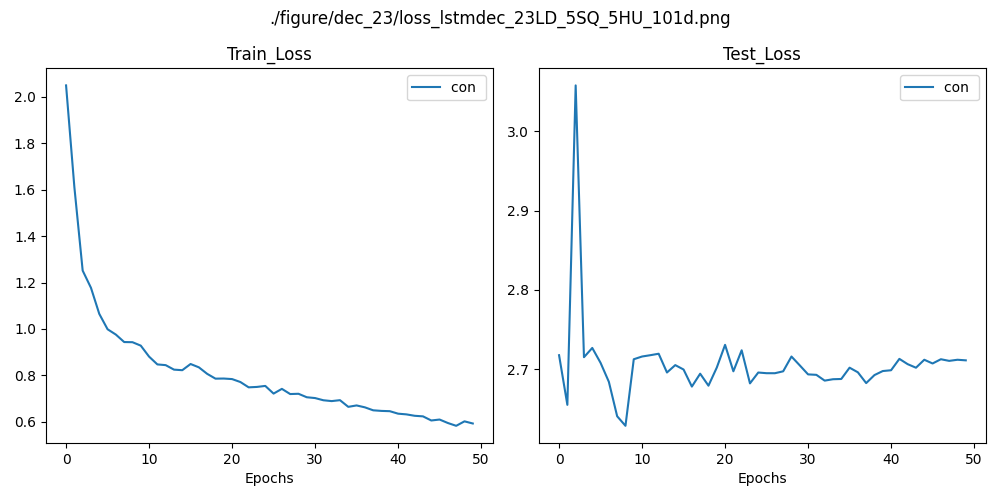 ./figure/dec_23/loss_lstmdec_23LD_5SQ_5HU_101d.png
Train_Loss
con
2.0
1.8
1.6
1.4
1.2
1.0
0.8
0.6
0 10 20 30 40 50
Epochs
Test_Loss
con
3.0
2.9
2.8
2.7
0 10 20 30 40 50
Epochs